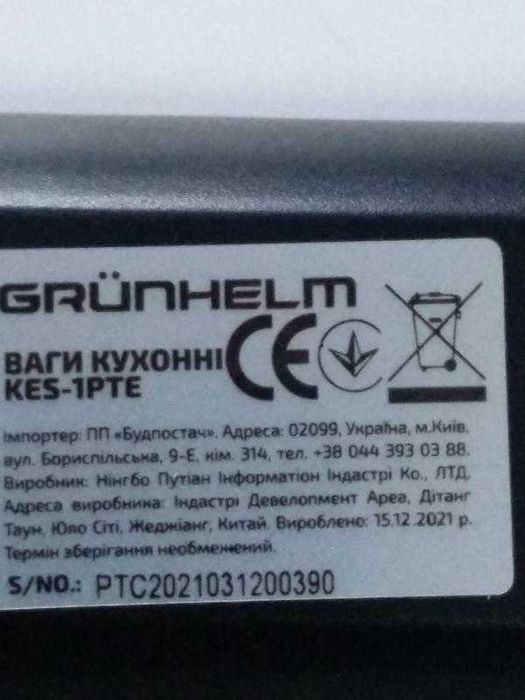 GRÜNHELM
ВАГИ КУХОННІ
KES-1PTE
CE
Імпортер: ПП «Будпостач». Адреса: 02099, Україна, м.Київ,
вул. Бориспільська, 9-Е, кім. 314, тел. +38 044 393 03 88.
Виробник: Нінгбо Путіан Інформатіон Індастрі Ко., ЛТД.
Адреса виробника: Індастрі Девелопмент Ареа, Дітанг
Таун, Юяо Сіті, Жеджіанг, Китай. Вироблено: 15.12.2021 р.
Термін зберігання необмежений.
S/NO.: PTC2021031200390